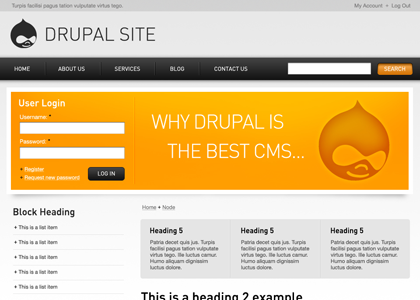 Turpis facilisi pagus tation vulputate virtus tego.
My Account • Log Out
DRUPAL SITE
HOME ABOUT US SERVICES BLOG CONTACT US SEARCH
User Login
Username: *
Password: *
Register
Request new password
LOG IN
WHY DRUPAL IS
THE BEST CMS...
Block Heading
+ This is a list item
+ This is a list item
+ This is a list item
+ This is a list item
+ This is a list item
Home + Node
Heading 5
Patria decet quis jus. Turpis
facilisi pagus tation vulputate
virtus tego. Ille luctus camur.
Humo aliquam dignissim
luctus dolore.
Heading 5
Patria decet quis jus. Turpis
facilisi pagus tation vulputate
virtus tego. Ille luctus camur.
Humo aliquam dignissim
luctus dolore.
Heading 5
Patria decet quis jus. Turpis
facilisi pagus tation vulputate
virtus tego. Ille luctus camur.
Humo aliquam dignissim
luctus dolore.
This is a heading 2 example